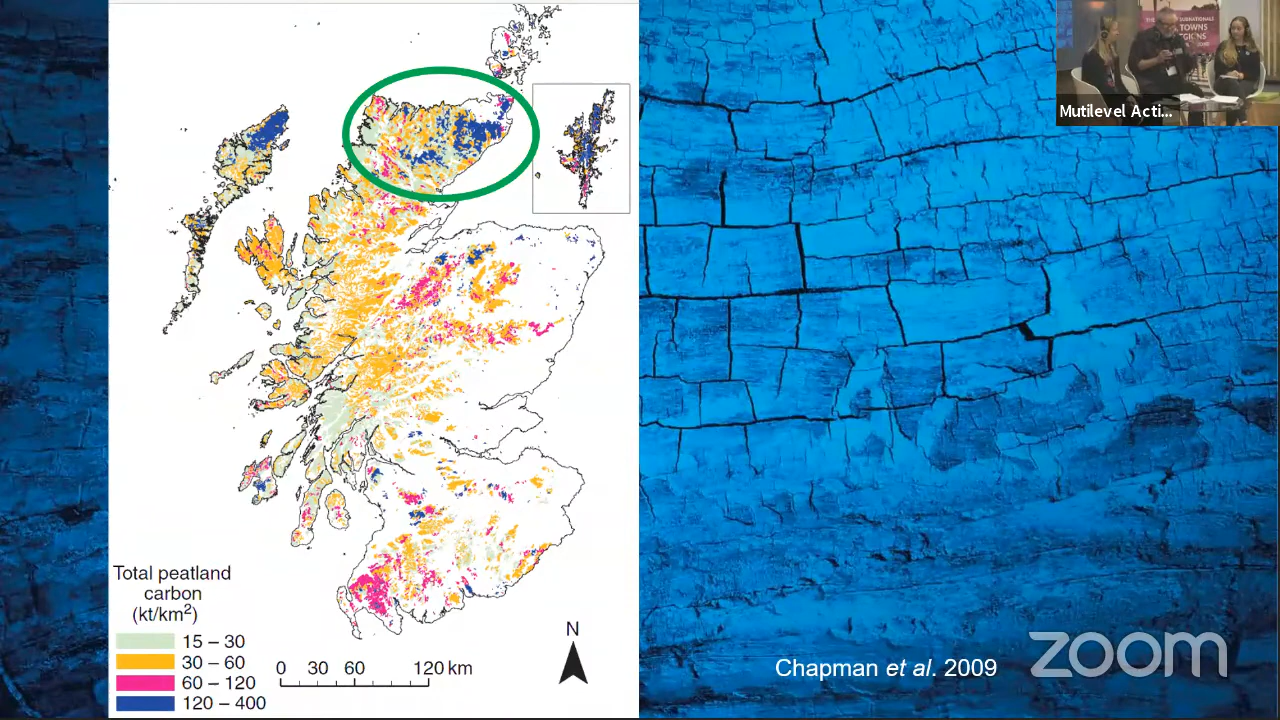 Total peatland
carbon
(kt/km²)
15 – 30
30 – 60
60 – 120
120 – 400
0 30 60 120 km
N
Chapman et al. 2009
zoom
Mutilevel Acti...
TOWNS